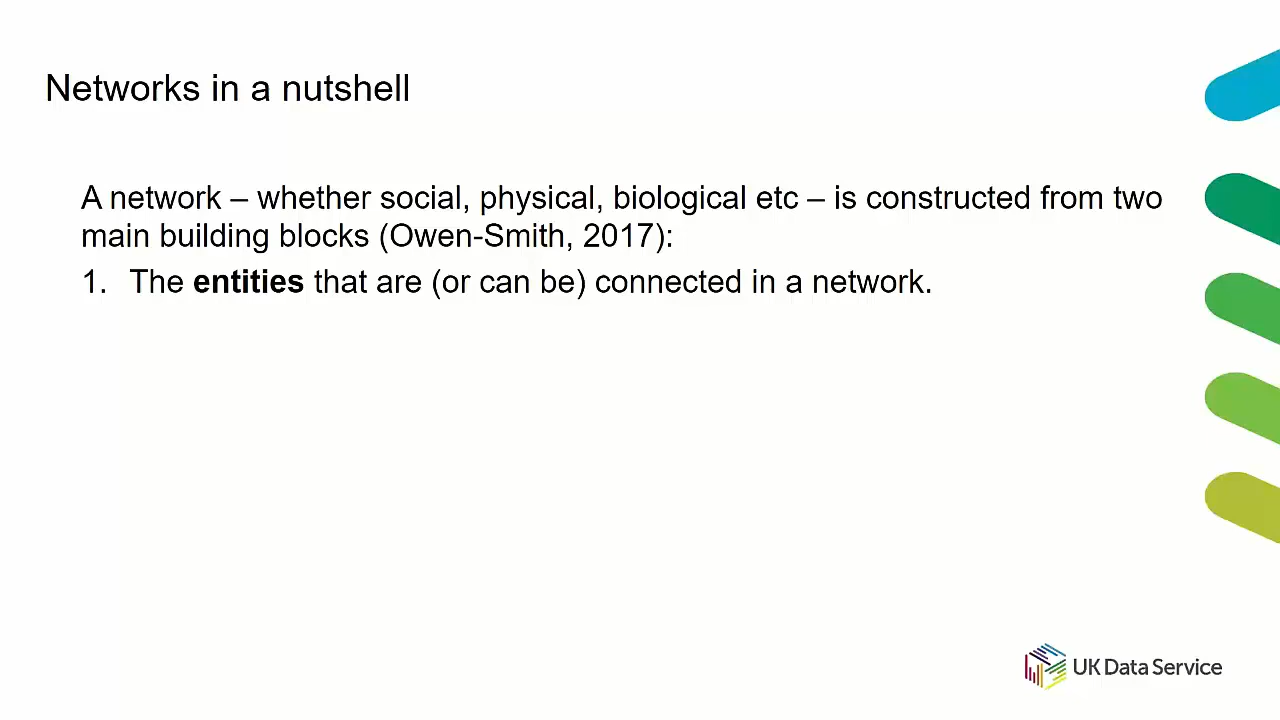 Networks in a nutshell
A network – whether social, physical, biological etc – is constructed from two
main building blocks (Owen-Smith, 2017):
1. The entities that are (or can be) connected in a network.
UK Data Service